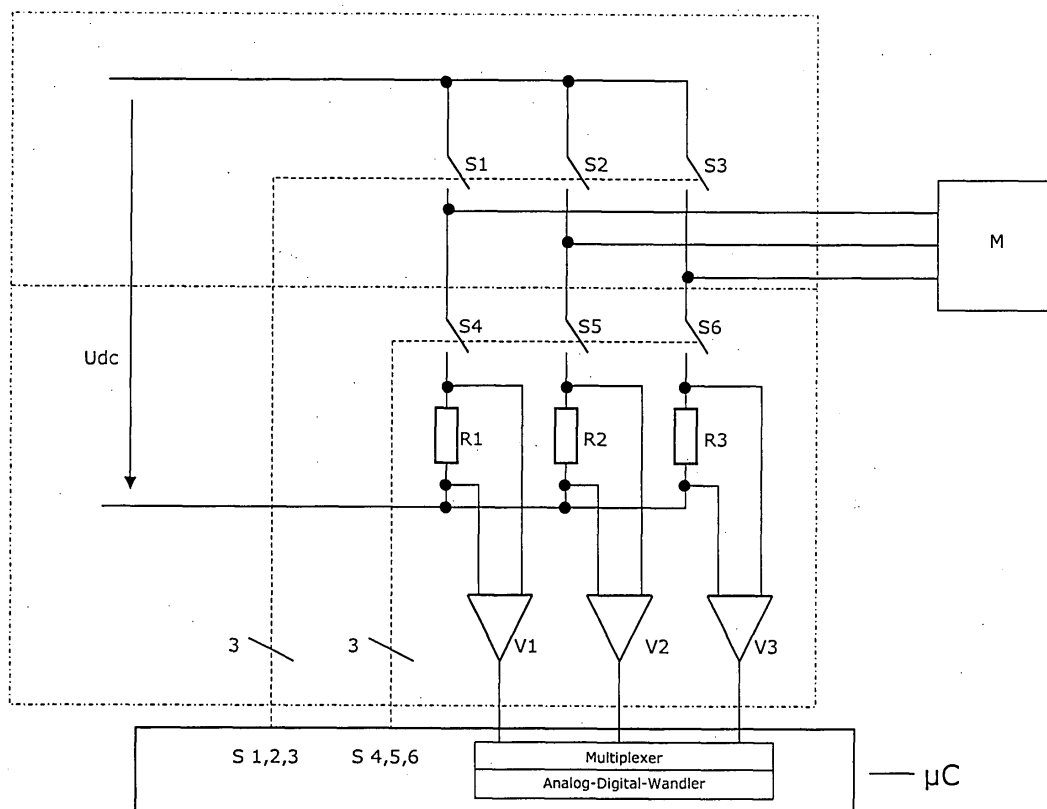 S1
S2
S3
M
S4
S5
S6
Udc
R1
R2
R3
3
3
V1
V2
V3
S 1,2,3
S 4,5,6
Multiplexer
Analog-Digital-Wandler
µC